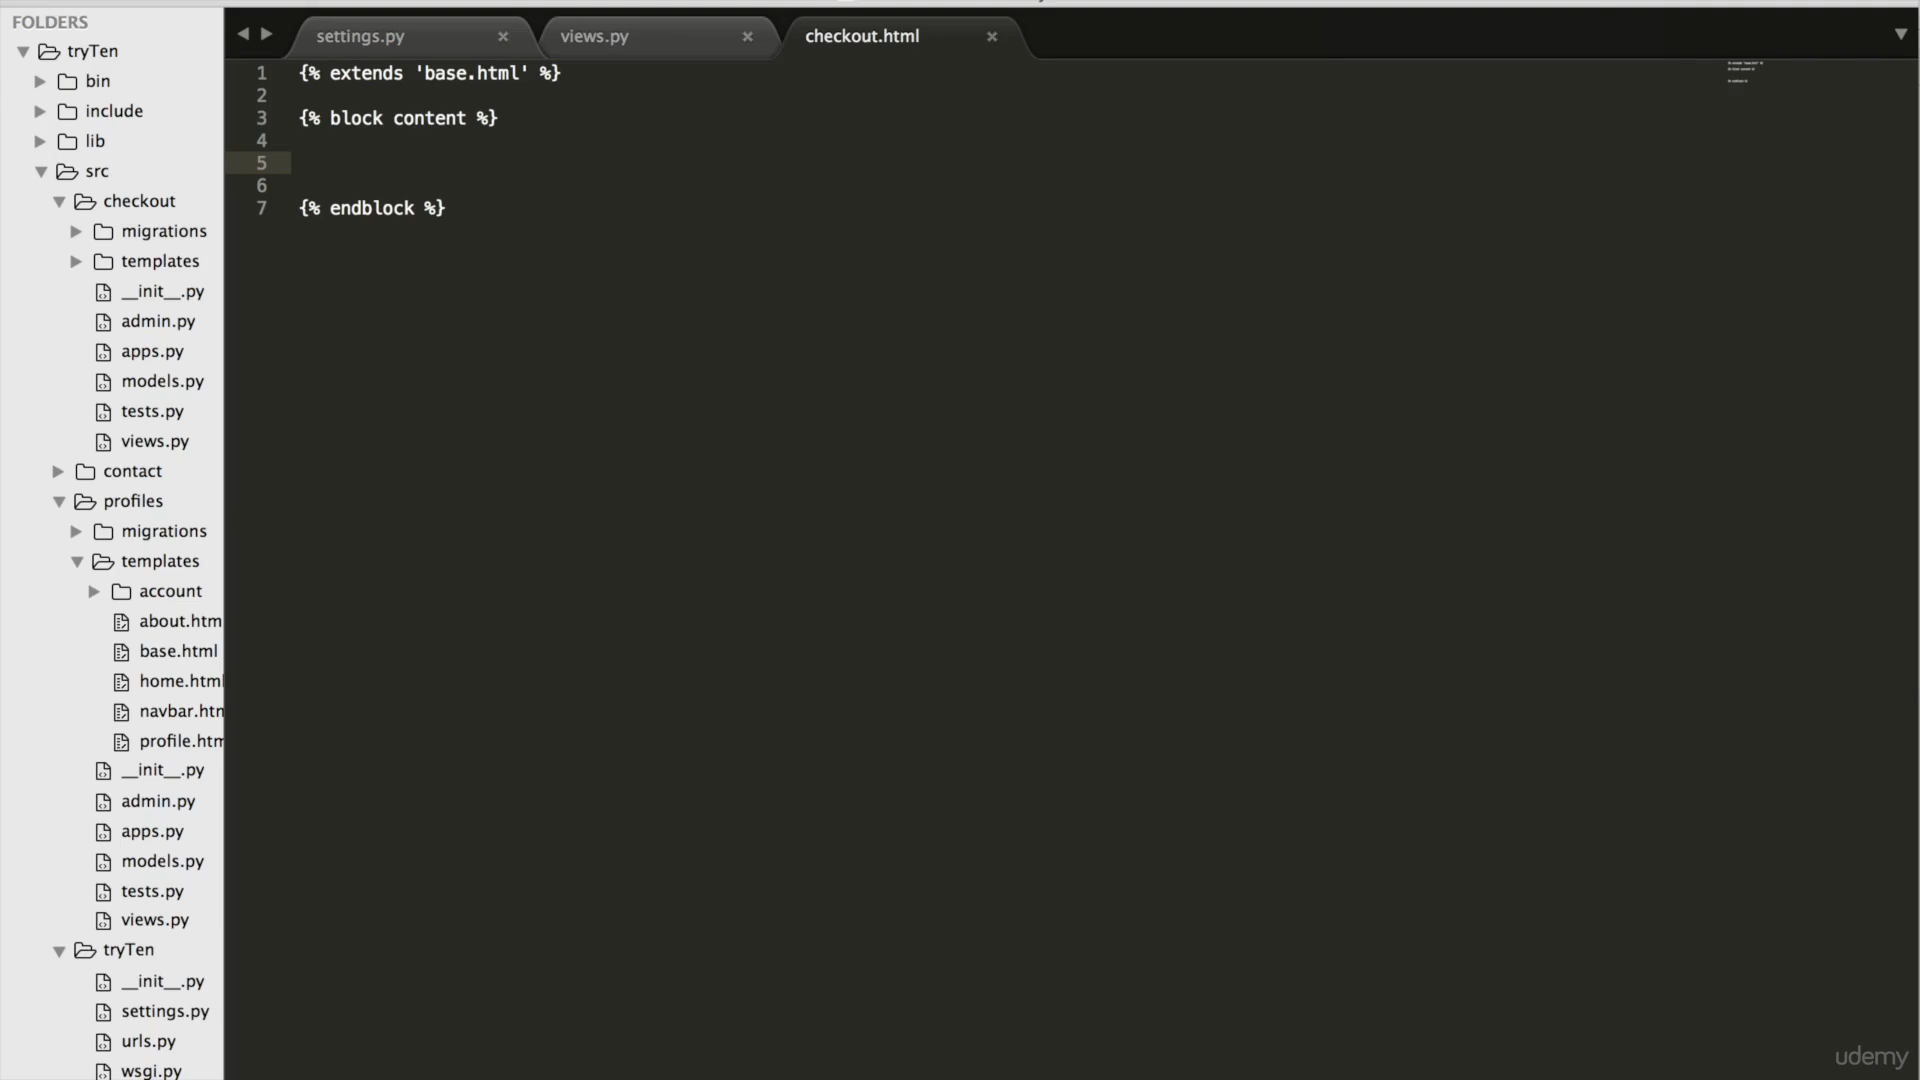 FOLDERS
tryTen
bin
include
lib
src
checkout
migrations
templates
__init__.py
admin.py
apps.py
models.py
tests.py
views.py
contact
profiles
migrations
templates
account
about.htm
base.html
home.html
navbar.htm
profile.htm
__init__.py
admin.py
apps.py
models.py
tests.py
views.py
tryTen
__init__.py
settings.py
urls.py
wsgi.py
settings.py × views.py × checkout.html ×
1 {% extends 'base.html' %}
2
3 {% block content %}
4
5
6
7 {% endblock %}
udemy